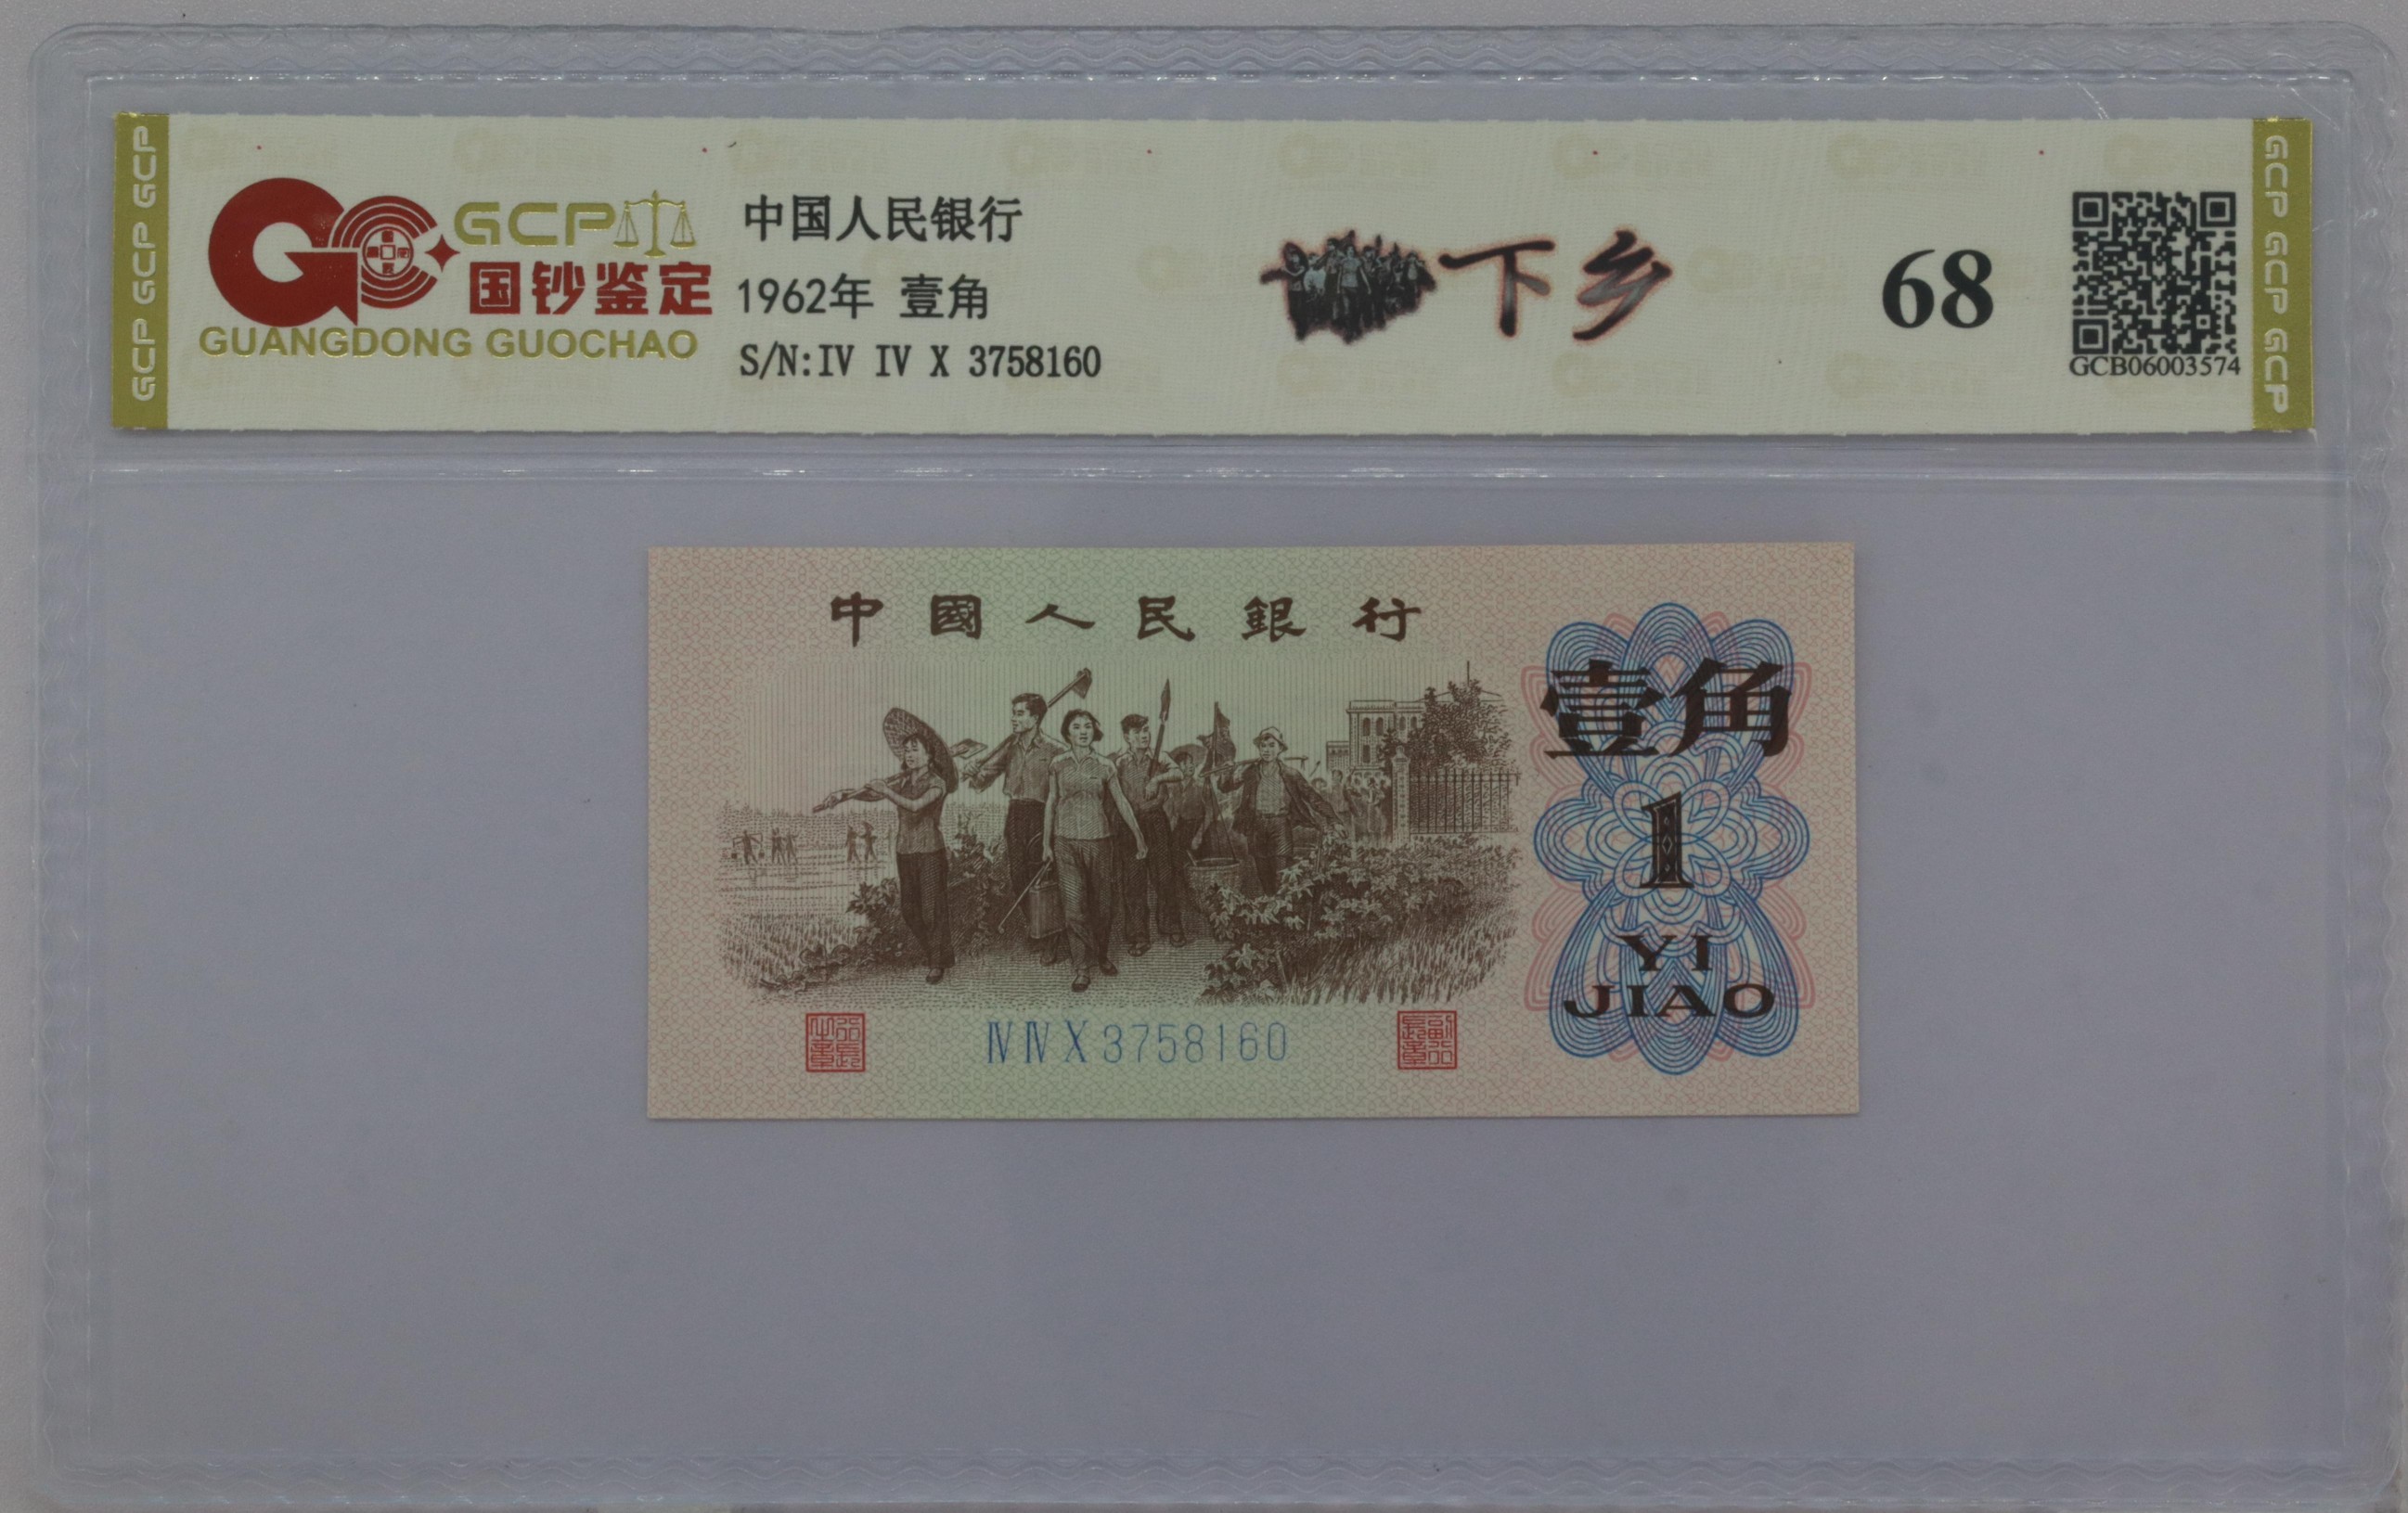 GCP GCP GCP
GCP
国钞鉴定
GUANGDONG GUOCHAO
中国人民银行
1962年 壹角
S/N:IV IV X 3758160
下乡
68
GCB06003574
GCP GCP GCP
中國人民銀行
壹角
1
YI
JIAO
Ⅳ Ⅳ X 3758160